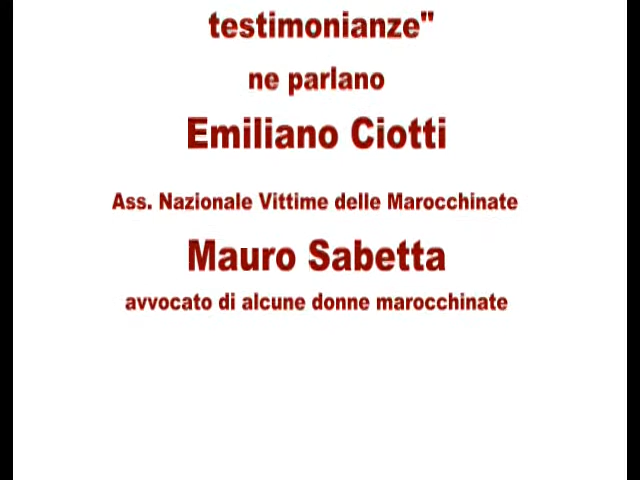 testimonianze"
ne parlano
Emiliano Ciotti
Ass. Nazionale Vittime delle Marocchinate
Mauro Sabetta
avvocato di alcune donne marocchinate